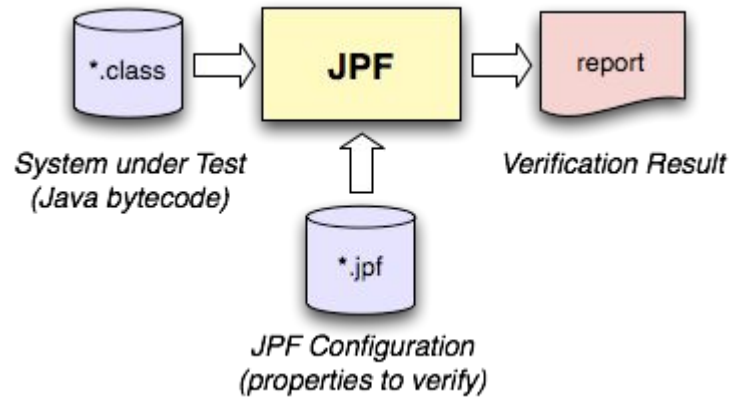 *.class
JPF
report
System under Test
(Java bytecode)
Verification Result
*.jpf
JPF Configuration
(properties to verify)